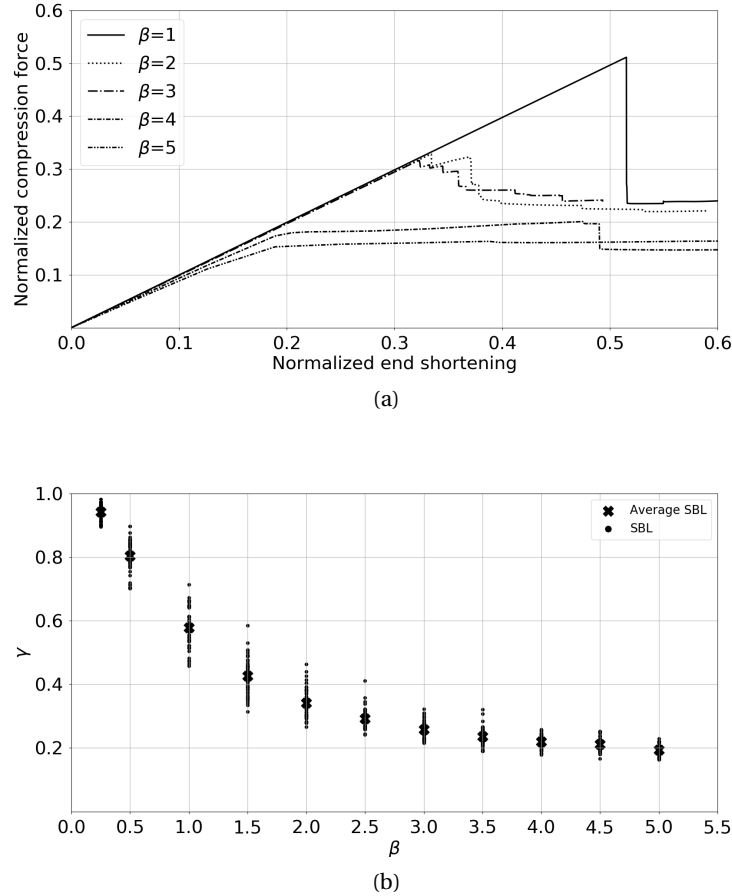 0.6
0.5
0.4
0.3
0.2
0.1
Normalized compression force
β=1
β=2
β=3
β=4
β=5
0.0 0.1 0.2 0.3 0.4 0.5 0.6
Normalized end shortening
(a)
1.0
0.8
0.6
0.4
0.2
γ
Average SBL
SBL
0.0 0.5 1.0 1.5 2.0 2.5 3.0 3.5 4.0 4.5 5.0 5.5
β
(b)